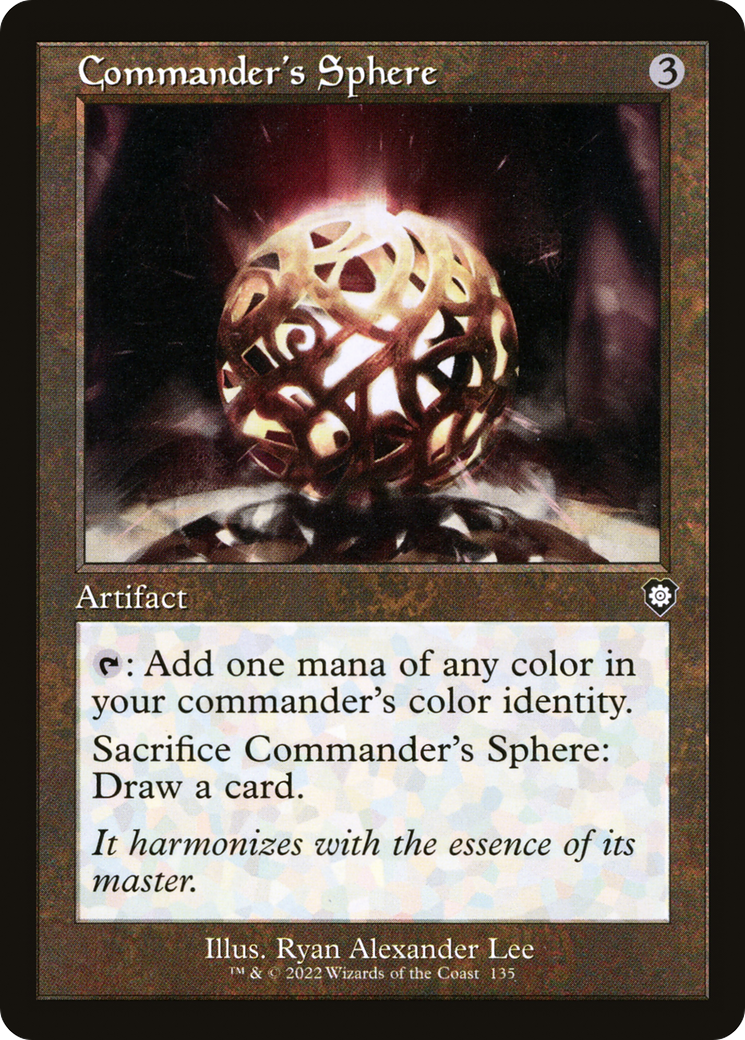 Commander's Sphere 3
Artifact
: Add one mana of any color in
your commander's color identity.
Sacrifice Commander's Sphere:
Draw a card.
It harmonizes with the essence of its
master.
Illus. Ryan Alexander Lee
™ & © 2022 Wizards of the Coast 135